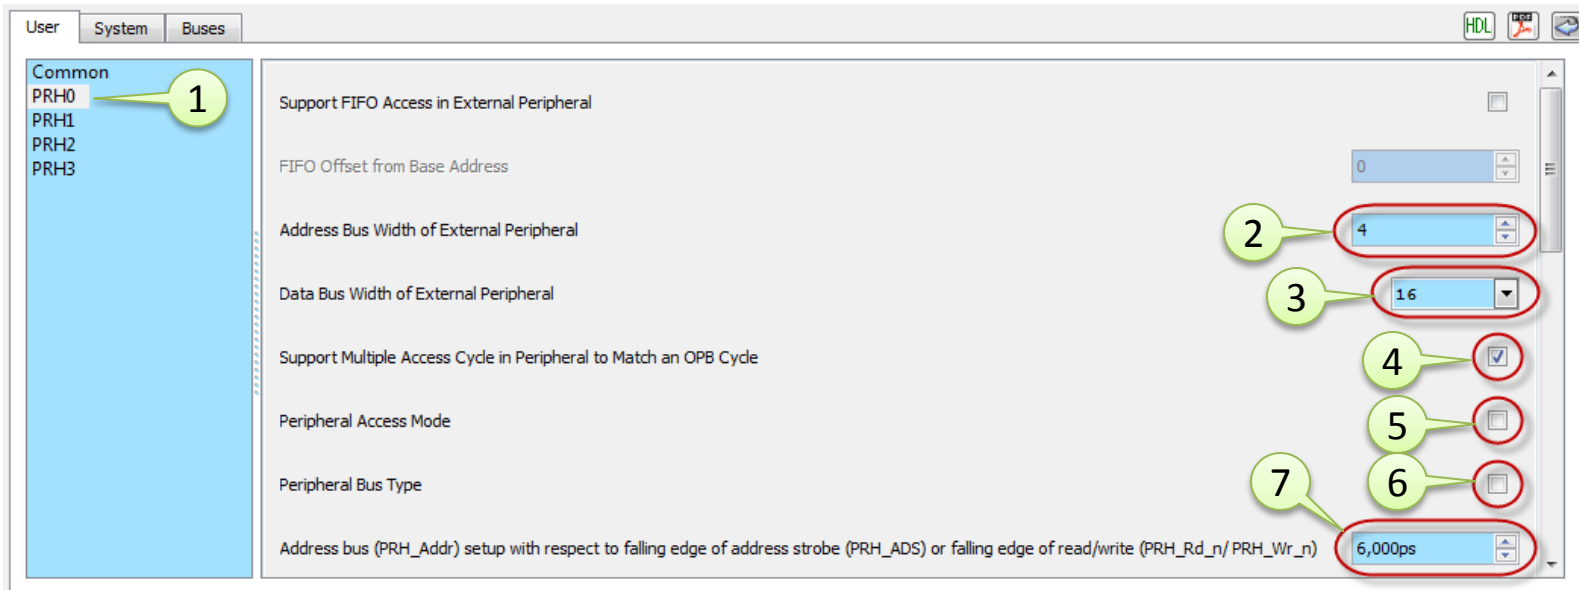 User System Buses HDL PDF
Common
PRH0 1
PRH1
PRH2
PRH3
Support FIFO Access in External Peripheral
FIFO Offset from Base Address 0
Address Bus Width of External Peripheral 2 4
Data Bus Width of External Peripheral 3 16
Support Multiple Access Cycle in Peripheral to Match an OPB Cycle 4
Peripheral Access Mode 5
Peripheral Bus Type 7 6
Address bus (PRH_Addr) setup with respect to falling edge of address strobe (PRH_ADS) or falling edge of read/write (PRH_Rd_n/ PRH_Wr_n) 6,000ps